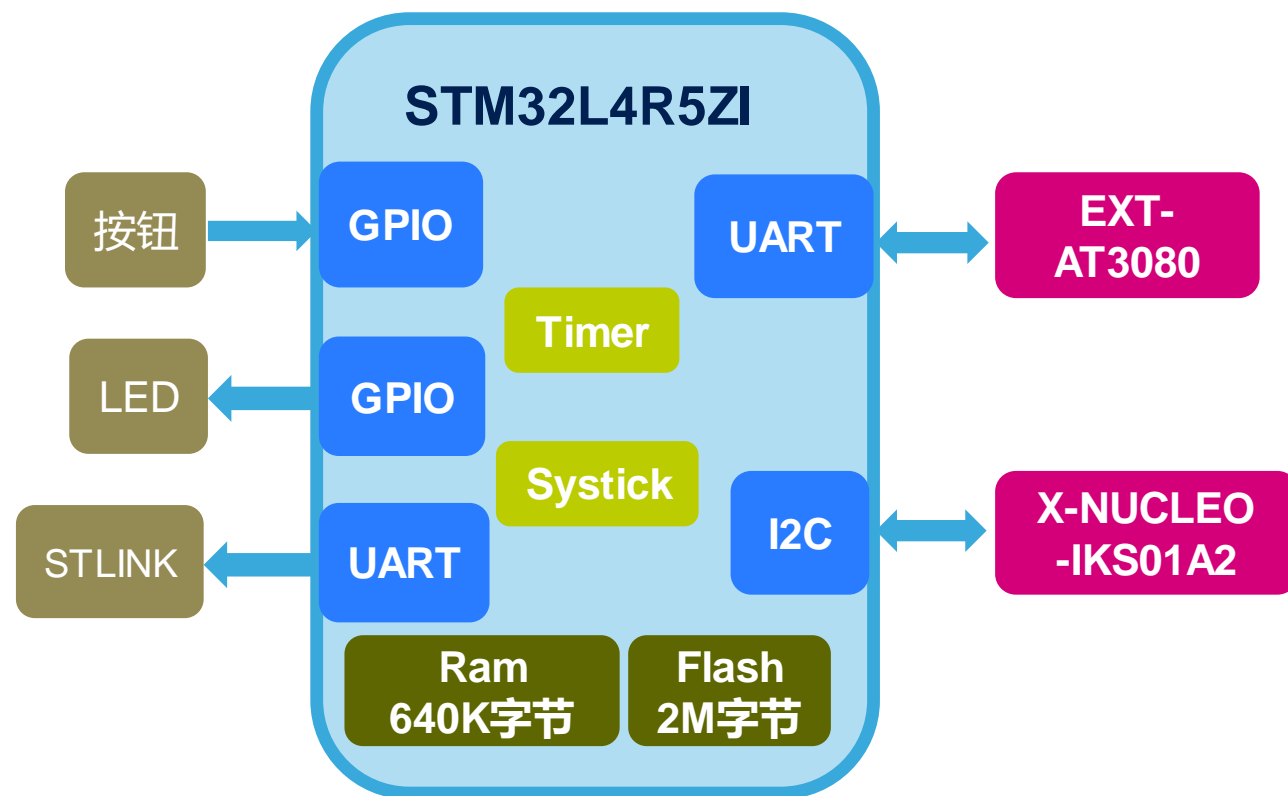 STM32L4R5ZI
按钮
GPIO
UART
EXT-
AT3080
Timer
LED
GPIO
Systick
STLINK
UART
I2C
X-NUCLEO
-IKS01A2
Ram
640K字节
Flash
2M字节